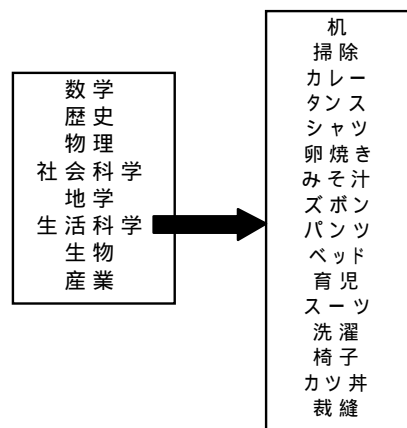 数学
歴史
物理
社会科学
地学
生活科学
生物
産業
机
掃除
カレー
タンス
シャツ
卵焼き
みそ汁
ズボン
パンツ
ベッド
育児
スーツ
洗濯
椅子
カツ丼
裁縫